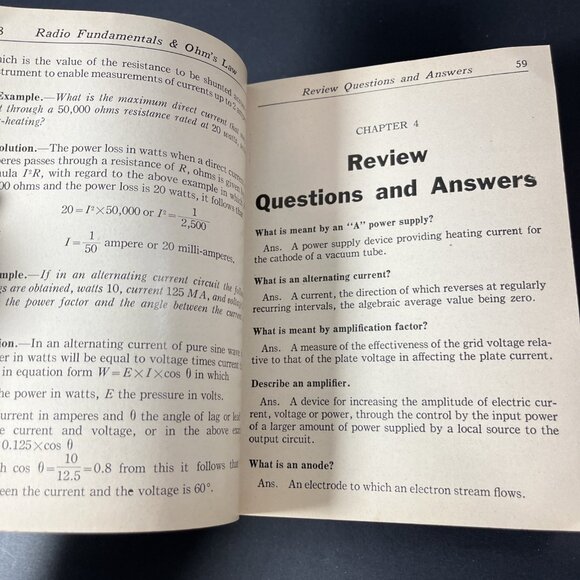 8 Radio Fundamentals & Ohm's Law
which is the value of the resistance to be shunted
strument to enable measurements of currents up to 2
Example.—What is the maximum direct current that
t through a 50,000 ohms resistance rated at 20 watts,
-heating?
olution.—The power loss in watts when a direct current
peres passes through a resistance of R, ohms is given
ula I²R, with regard to the above example in which
000 ohms and the power loss is 20 watts, it follows that
20=I²×50,000 or I²= 1/2,500
I= 1/50 ampere or 20 milli-amperes.
mple.—If in an alternating current circuit the
gs are obtained, watts 10, current 125 MA, and voltage
the power factor and the angle between the current
tion.—In an alternating current of pure sine wave
er in watts will be equal to voltage times current
in equation form W=E×I×cos θ in which
the power in watts, E the pressure in volts.
current in amperes and θ the angle of lag or lead
e current and voltage, or in the above
0.125×cos θ
h cos θ= 10/12.5 =0.8 from this it follows that
een the current and the voltage is 60°.
Review Questions and Answers 59
CHAPTER 4
Review
Questions and Answers
What is meant by an "A" power supply?
Ans. A power supply device providing heating current for
the cathode of a vacuum tube.
What is an alternating current?
Ans. A current, the direction of which reverses at regularly
recurring intervals, the algebraic average value being zero.
What is meant by amplification factor?
Ans. A measure of the effectiveness of the grid voltage rela-
tive to that of the plate voltage in affecting the plate current.
Describe an amplifier.
Ans. A device for increasing the amplitude of electric cur-
rent, voltage or power, through the control by the input power
of a larger amount of power supplied by a local source to the
output circuit.
What is an anode?
Ans. An electrode to which an electron stream flows.